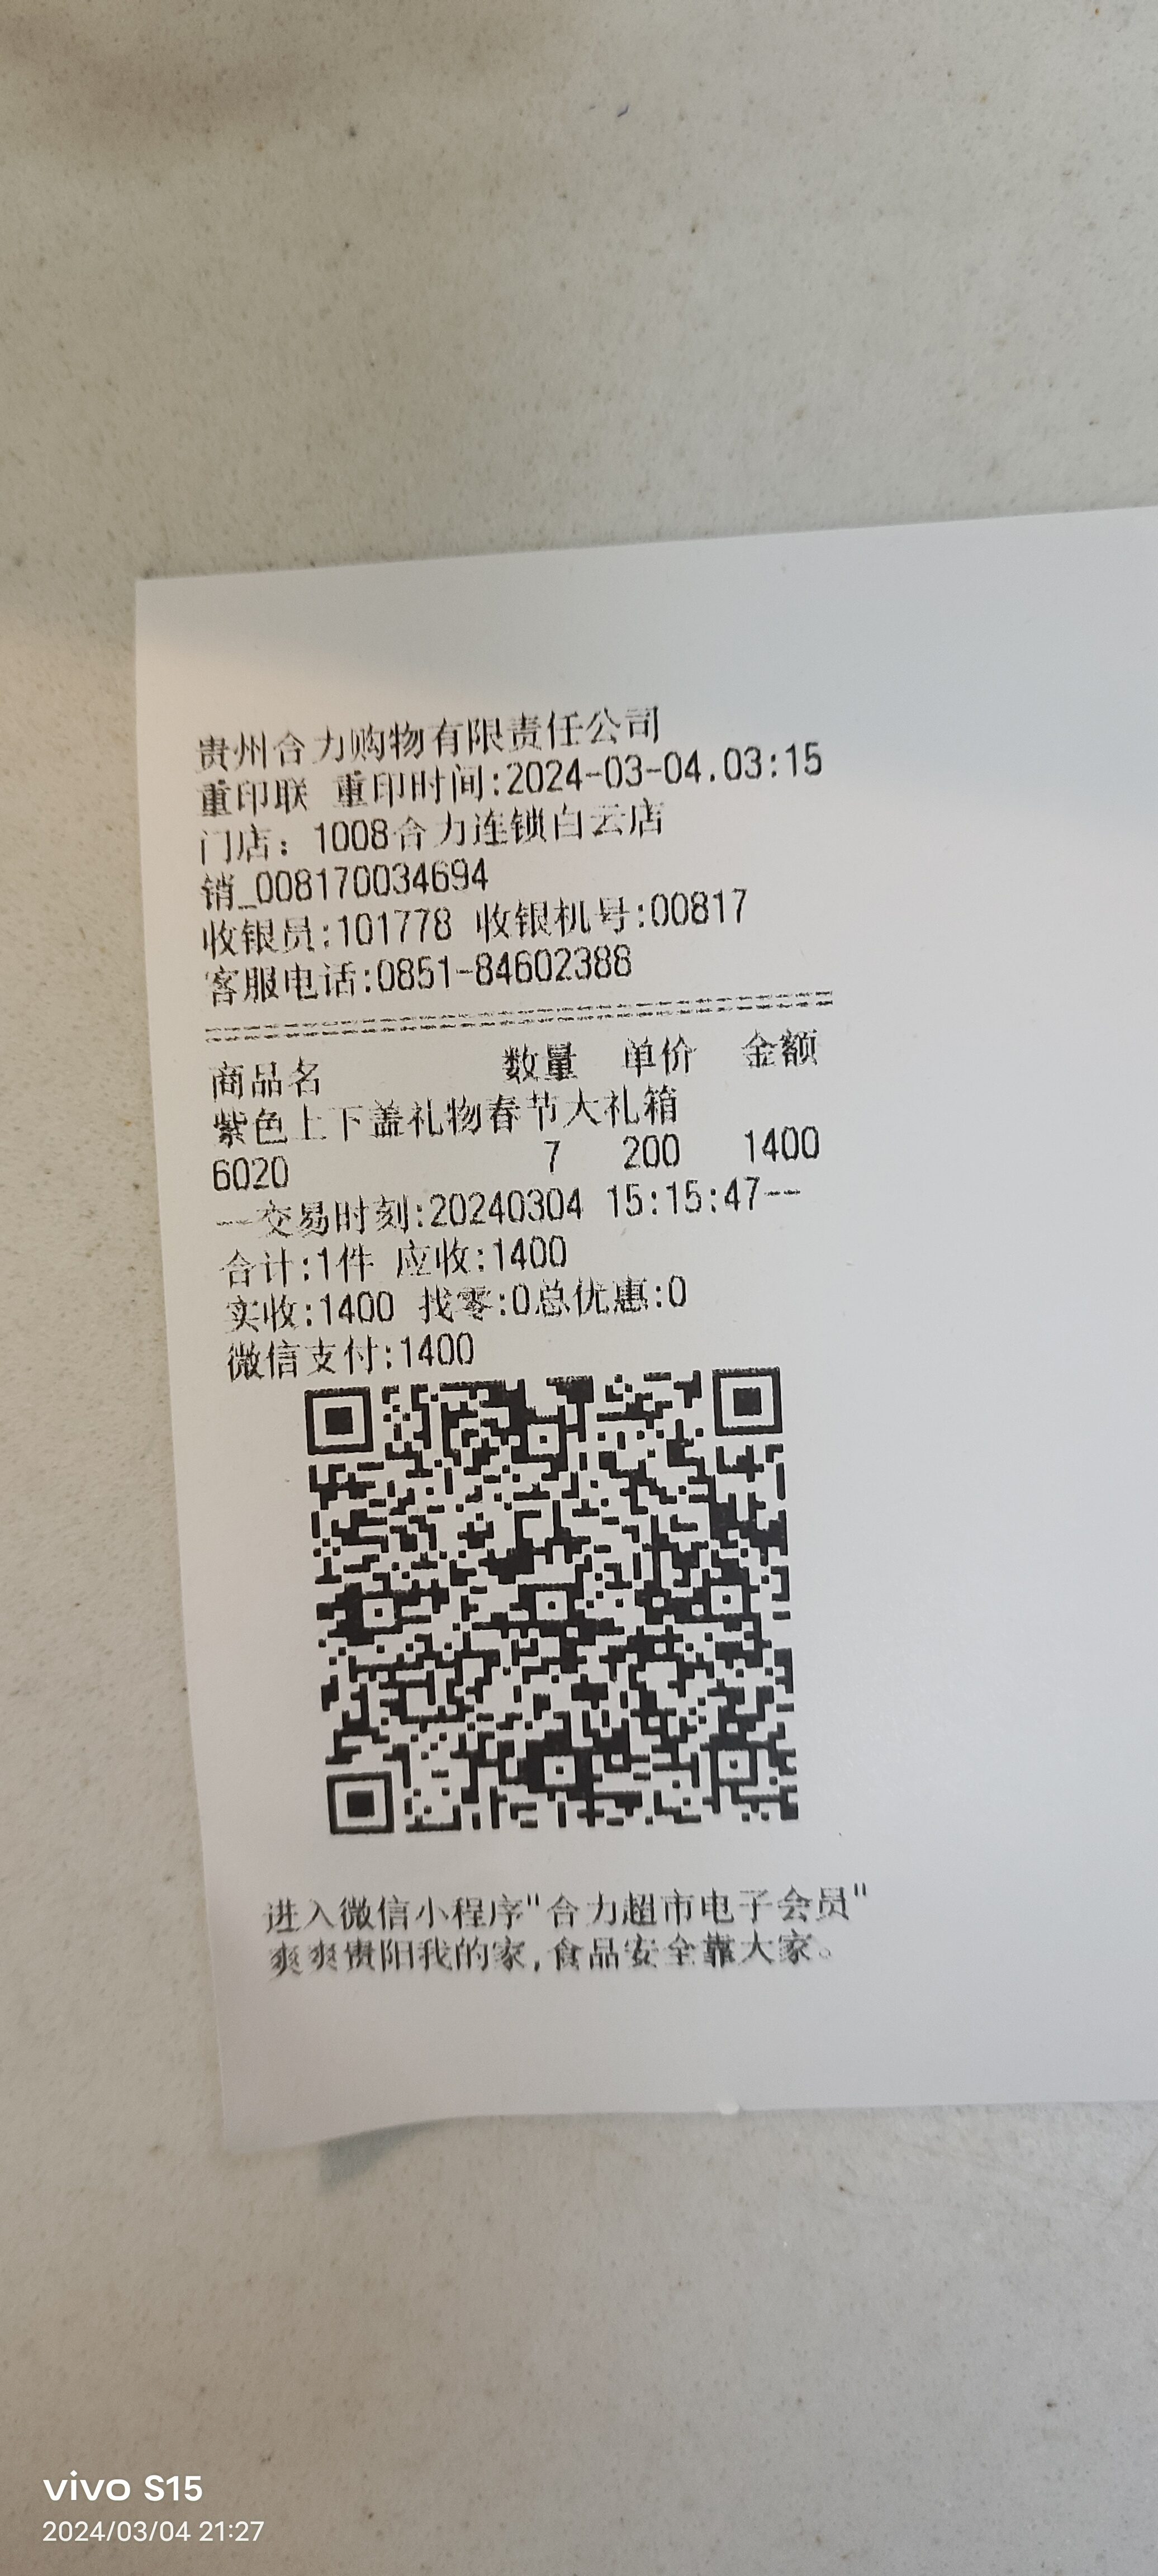 贵州合力购物有限责任公司
重印联 重印时间:2024-03-04.03:15
门店：1008合力连锁白云店
销_008170034694
收银员:101778 收银机号:00817
客服电话:0851-84602388
商品名 数量 单价 金额
紫色上下盖礼物春节大礼箱
6020 7 200 1400
--交易时刻:20240304 15:15:47--
合计:1件 应收:1400
实收:1400 找零:0总优惠:0
微信支付:1400
进入微信小程序"合力超市电子会员"
爽爽贵阳我的家,食品安全靠大家。
vivo S15
2024/03/04 21:27